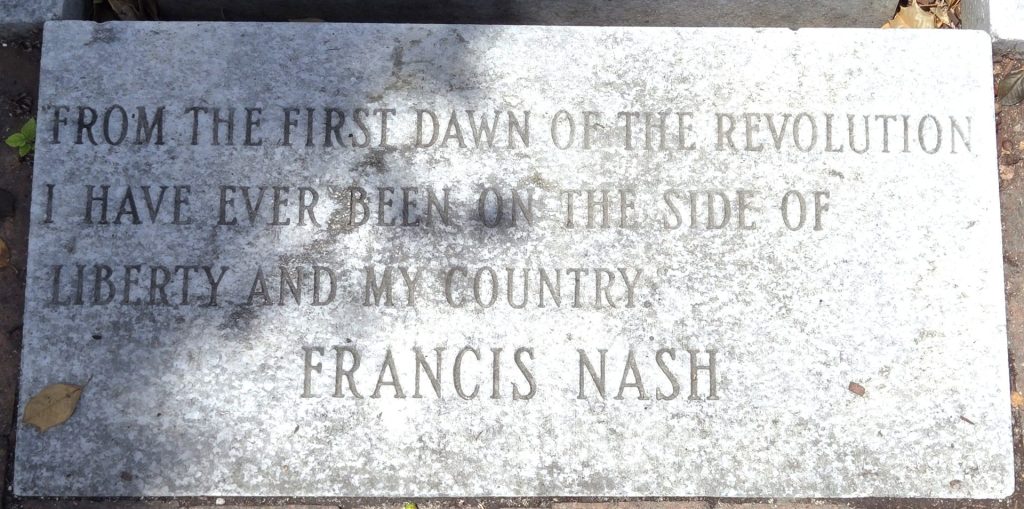 "FROM THE FIRST DAWN OF THE REVOLUTION
I HAVE EVER BEEN ON THE SIDE OF
LIBERTY AND MY COUNTRY."
FRANCIS NASH